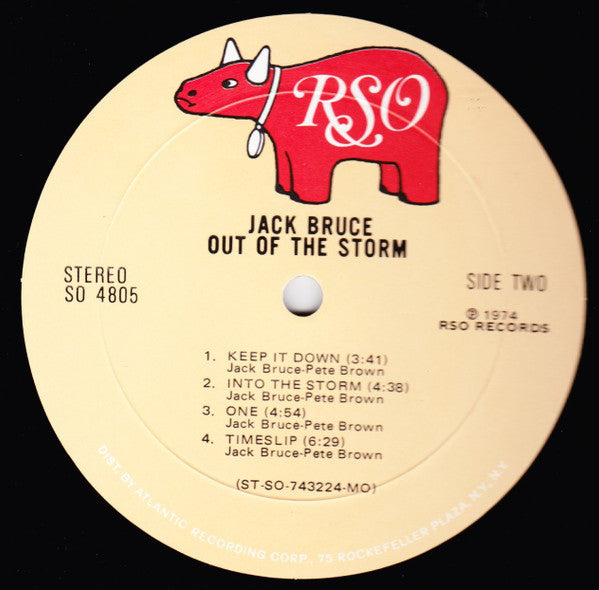 RSO
JACK BRUCE
OUT OF THE STORM
STEREO
SO 4805
SIDE TWO
℗ 1974
RSO RECORDS
1. KEEP IT DOWN (3:41)
Jack Bruce-Pete Brown
2. INTO THE STORM (4:38)
Jack Bruce-Pete Brown
3. ONE (4:54)
Jack Bruce-Pete Brown
4. TIMESLIP (6:29)
Jack Bruce-Pete Brown
(ST-SO-743224-MO)
DIST. BY ATLANTIC RECORDING CORP., 75 ROCKEFELLER PLAZA, N.Y., N.Y.